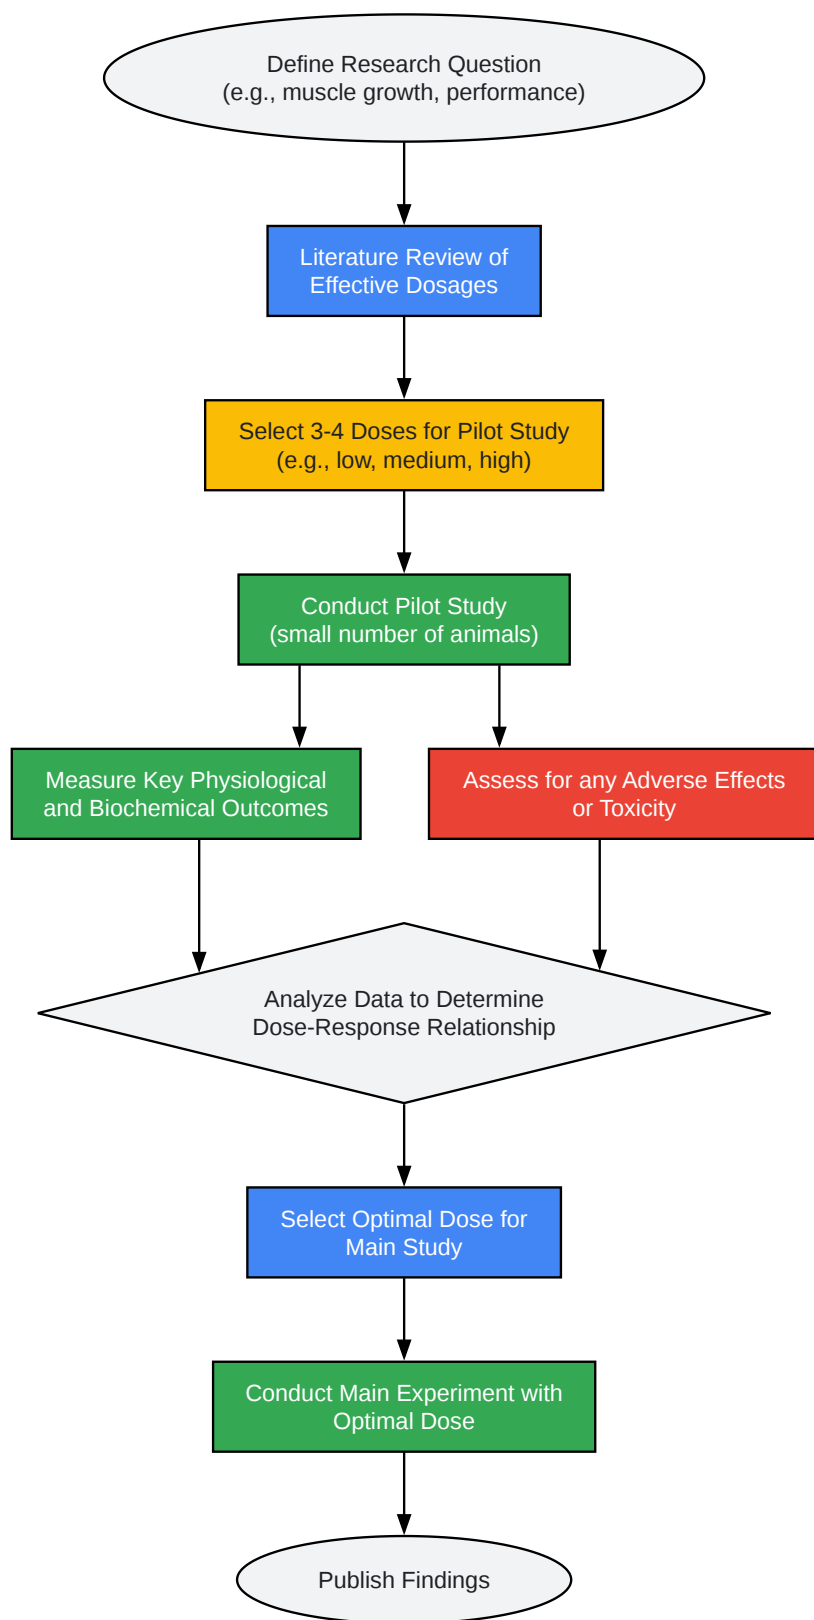 Define Research Question
(e.g., muscle growth, performance)
Literature Review of
Effective Dosages
Select 3-4 Doses for Pilot Study
(e.g., low, medium, high)
Conduct Pilot Study
(small number of animals)
Measure Key Physiological
and Biochemical Outcomes
Assess for any Adverse Effects
or Toxicity
Analyze Data to Determine
Dose-Response Relationship
Select Optimal Dose for
Main Study
Conduct Main Experiment with
Optimal Dose
Publish Findings